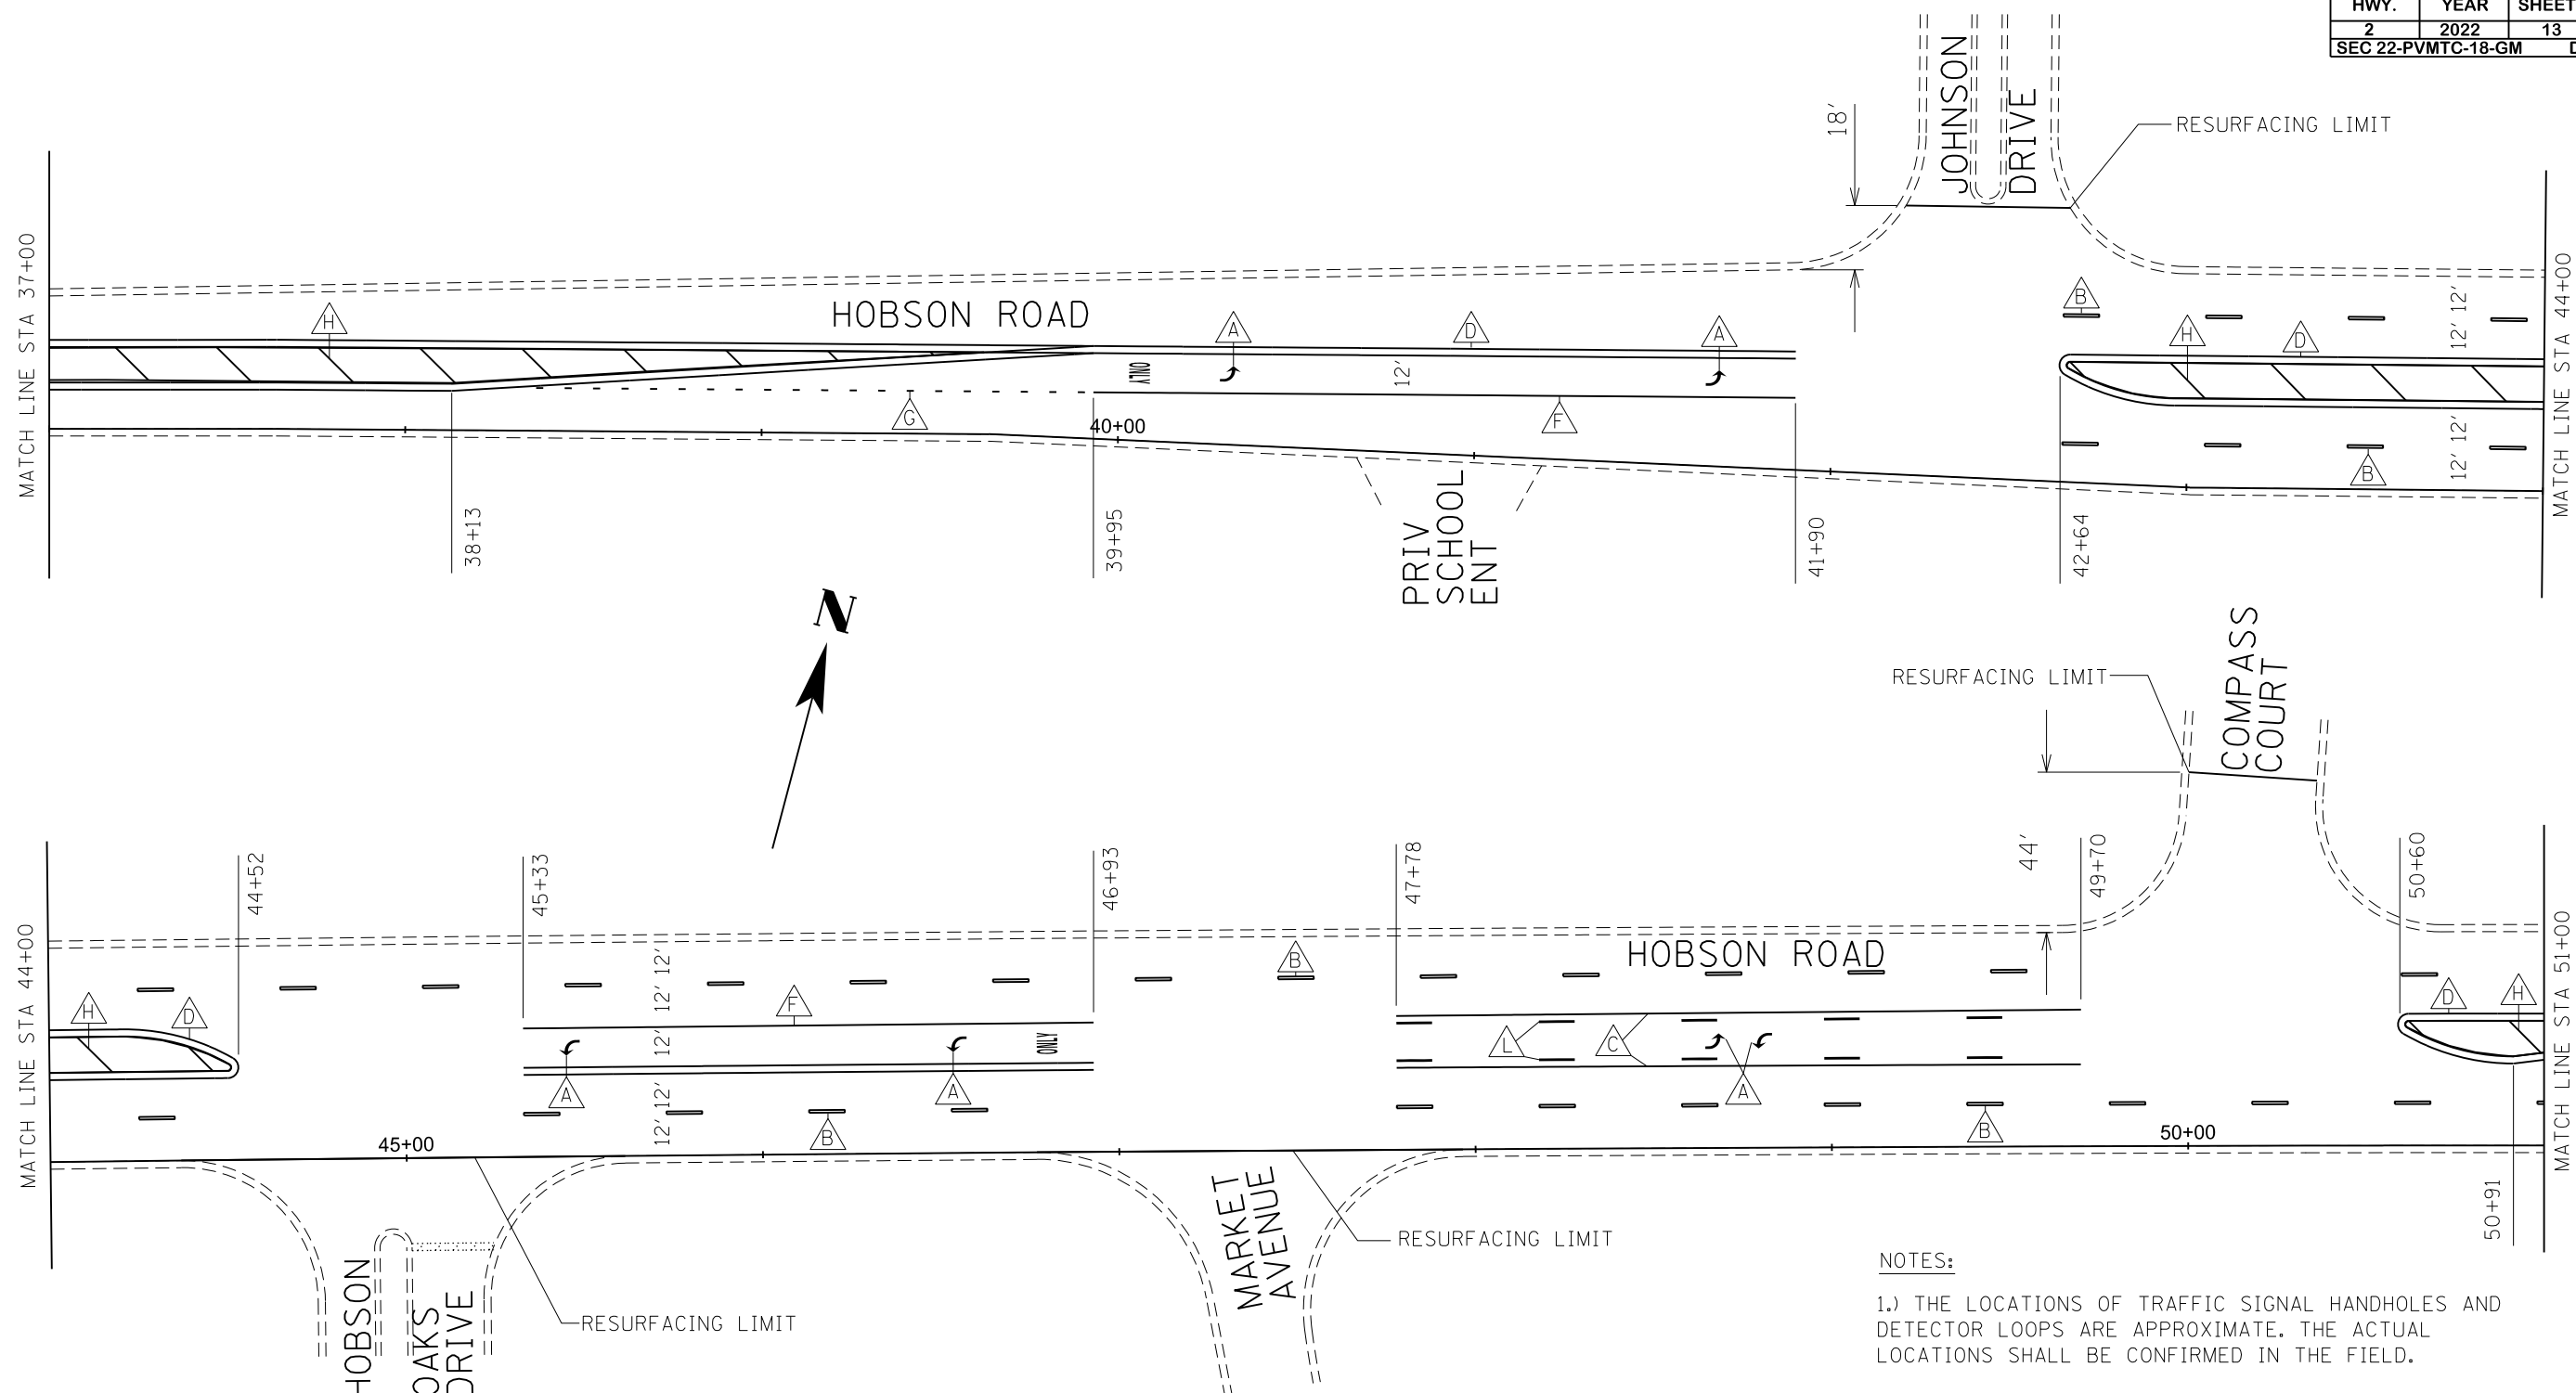 HWY. YEAR SHEET
2 2022 13
SEC 22-PVMTC-18-GM
JOHNSON
DRIVE
18'
RESURFACING LIMIT
MATCH LINE STA 37+00
H
HOBSON ROAD
A
D
A
B
H
D
12' 12'
MATCH LINE STA 44+00
ONLY
12'
G
F
40+00
12' 12'
B
38+13
39+95
PRIV
SCHOOL
ENT
41+90
42+64
N
RESURFACING LIMIT
COMPASS
COURT
44'
44+52
45+33
46+93
47+78
49+70
50+60
MATCH LINE STA 44+00
H
D
12' 12'
F
B
HOBSON ROAD
D
H
MATCH LINE STA 51+00
12'
ONLY
L
C
A
A
A
12' 12'
B
B
45+00
50+00
50+91
HOBSON
OAKS
DRIVE
RESURFACING LIMIT
MARKET
AVENUE
RESURFACING LIMIT
NOTES:
1.) THE LOCATIONS OF TRAFFIC SIGNAL HANDHOLES AND
DETECTOR LOOPS ARE APPROXIMATE. THE ACTUAL
LOCATIONS SHALL BE CONFIRMED IN THE FIELD.